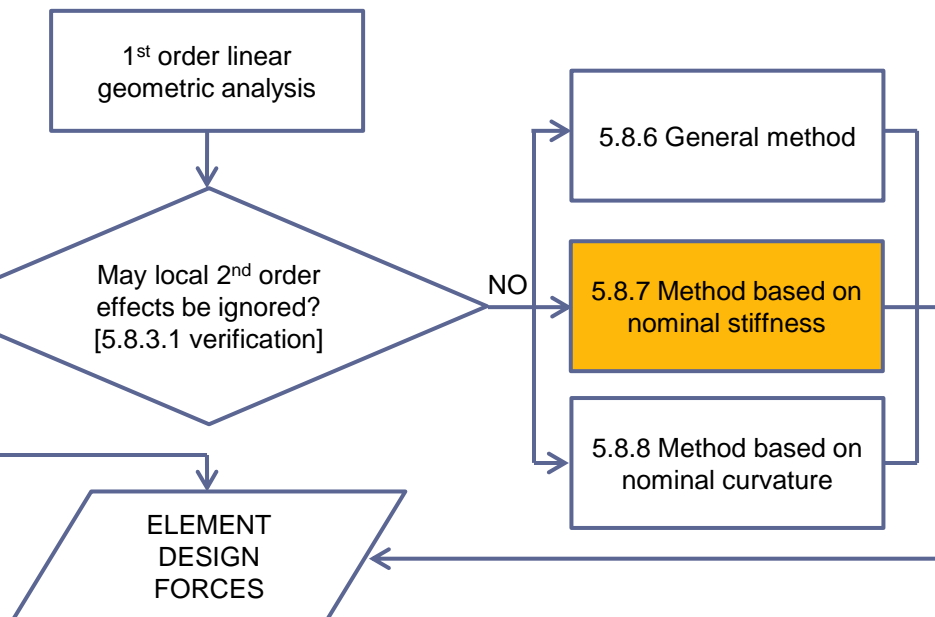 1st order linear
geometric analysis
May local 2nd order
effects be ignored?
[5.8.3.1 verification]
NO
5.8.6 General method
5.8.7 Method based on
nominal stiffness
5.8.8 Method based on
nominal curvature
ELEMENT
DESIGN
FORCES